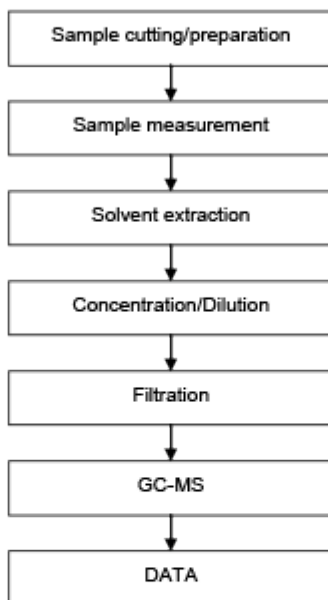 Sample cutting/preparation
Sample measurement
Solvent extraction
Concentration/Dilution
Filtration
GC-MS
DATA